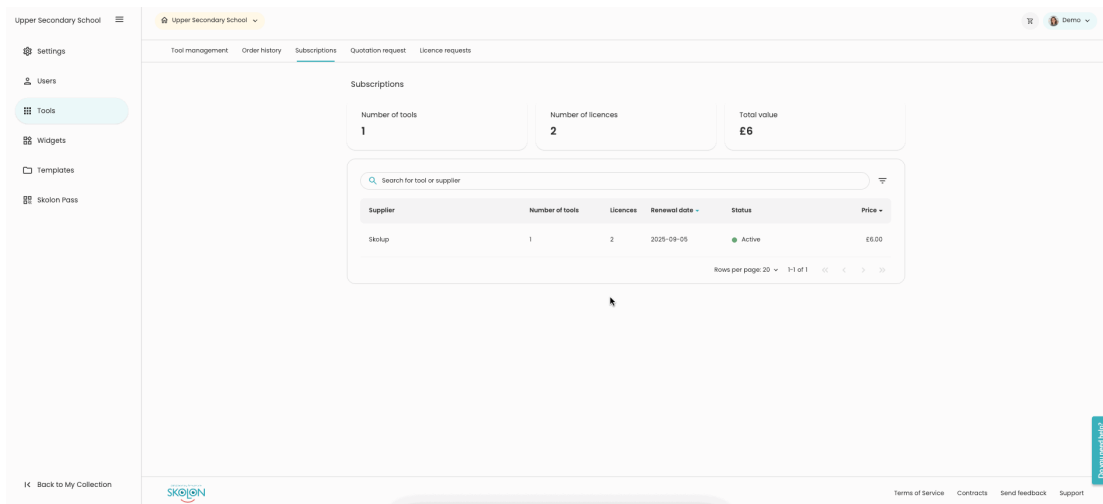 Upper Secondary School
Upper Secondary School
Demo
Settings
Users
Tools
Widgets
Templates
Skolon Pass
Back to My Collection
Tool management Order history Subscriptions Quotation request Licence requests
Subscriptions
Number of tools
1
Number of licences
2
Total value
£6
Search for tool or supplier
Supplier Number of tools Licences Renewal date Status Price
Skolup 1 2 2025-09-05 Active £6.00
Rows per page: 20 1-1 of 1
Do you need help?
SKOLON
Terms of Service Contracts Send feedback Support